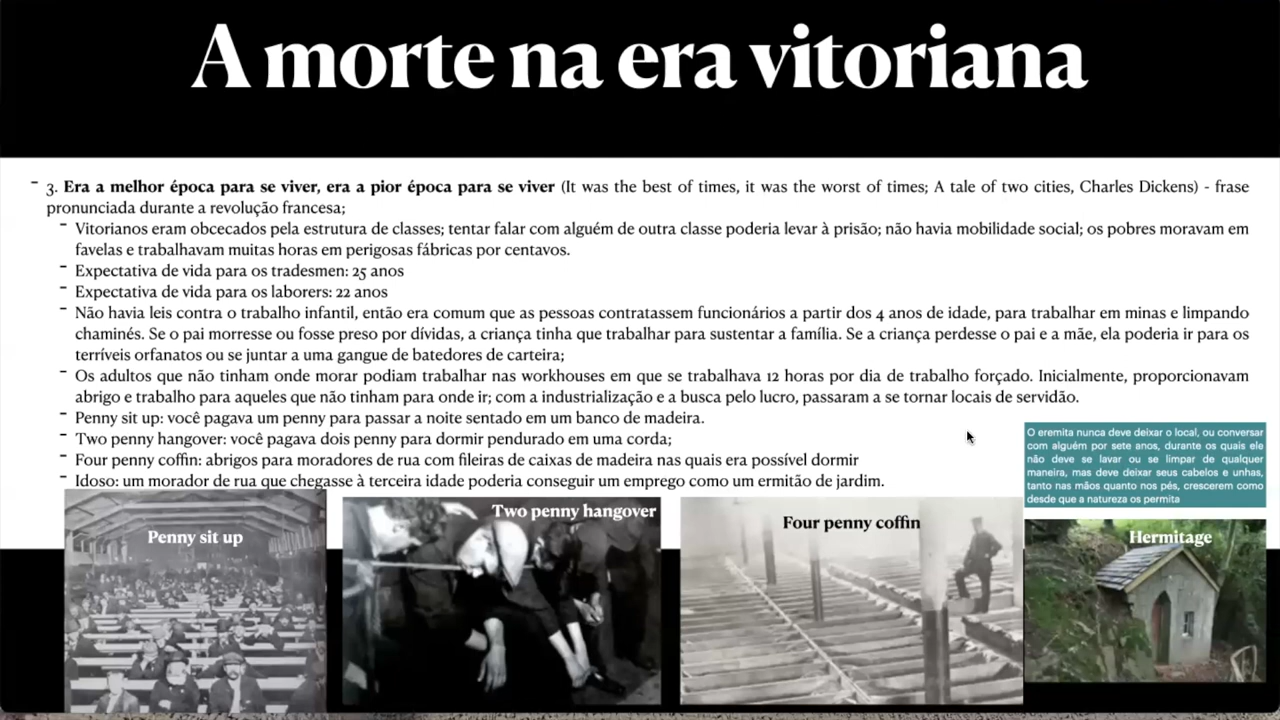 A morte na era vitoriana
- 3. Era a melhor época para se viver, era a pior época para se viver (It was the best of times, it was the worst of times; A tale of two cities, Charles Dickens) - frase
pronunciada durante a revolução francesa;
- Vitorianos eram obcecados pela estrutura de classes; tentar falar com alguém de outra classe poderia levar à prisão; não havia mobilidade social; os pobres moravam em
favelas e trabalhavam muitas horas em perigosas fábricas por centavos.
- Expectativa de vida para os tradesmen: 25 anos
- Expectativa de vida para os laborers: 22 anos
- Não havia leis contra o trabalho infantil, então era comum que as pessoas contratassem funcionários a partir dos 4 anos de idade, para trabalhar em minas e limpando
chaminés. Se o pai morresse ou fosse preso por dívidas, a criança tinha que trabalhar para sustentar a família. Se a criança perdesse o pai e a mãe, ela poderia ir para os
terríveis orfanatos ou se juntar a uma gangue de batedores de carteira;
- Os adultos que não tinham onde morar podiam trabalhar nas workhouses em que se trabalhava 12 horas por dia de trabalho forçado. Inicialmente, proporcionavam
abrigo e trabalho para aqueles que não tinham para onde ir; com a industrialização e a busca pelo lucro, passaram a se tornar locais de servidão.
- Penny sit up: você pagava um penny para passar a noite sentado em um banco de madeira.
- Two penny hangover: você pagava dois penny para dormir pendurado em uma corda;
- Four penny coffin: abrigos para moradores de rua com fileiras de caixas de madeira nas quais era possível dormir
- Idoso: um morador de rua que chegasse à terceira idade poderia conseguir um emprego como um ermitão de jardim.
O eremita nunca deve deixar o local, ou conversar
com alguém por sete anos, durante os quais ele
não deve se lavar ou se limpar de qualquer
maneira, mas deve deixar seus cabelos e unhas,
tanto nas mãos quanto nos pés, crescerem como
desde que a natureza os permita
Penny sit up
Two penny hangover
Four penny coffin
Hermitage